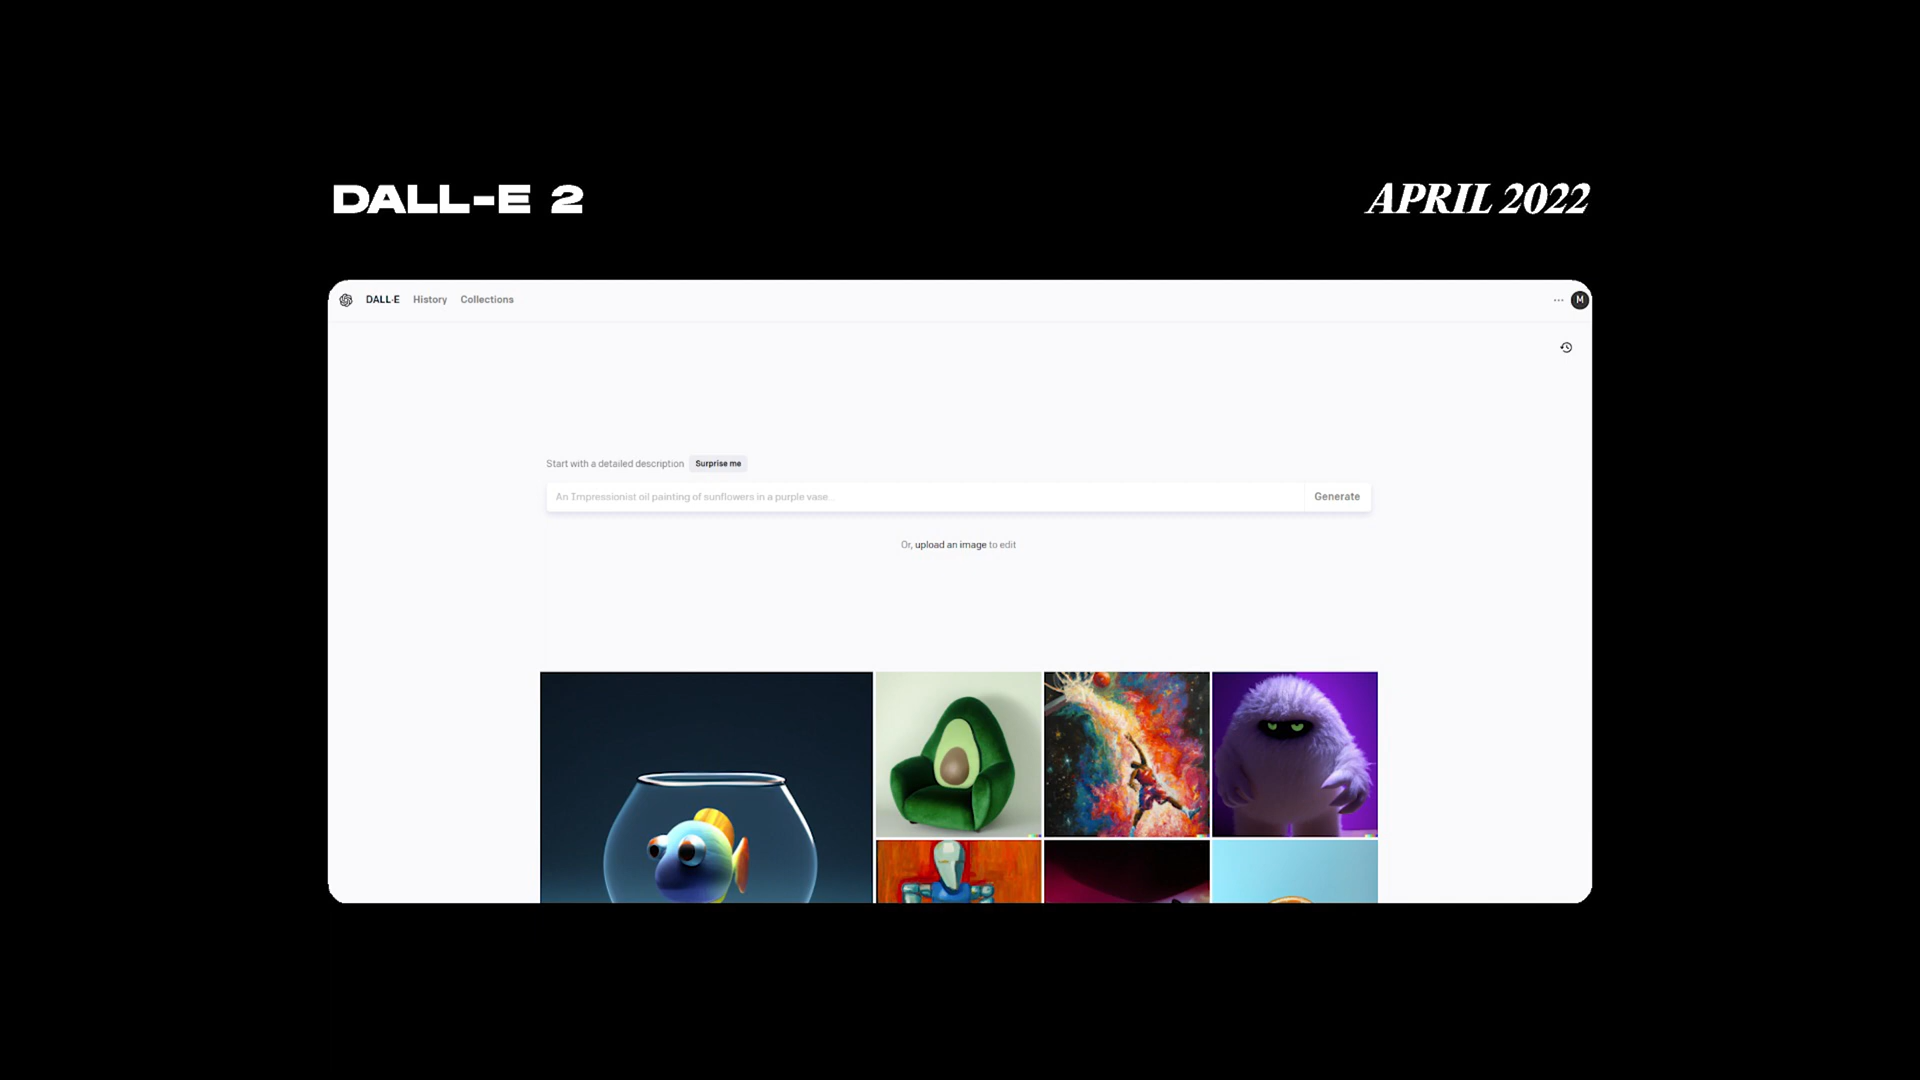 DALL-E 2
APRIL 2022
DALL·E History Collections
... M
Start with a detailed description Surprise me
An Impressionist oil painting of sunflowers in a purple vase...
Generate
Or, upload an image to edit